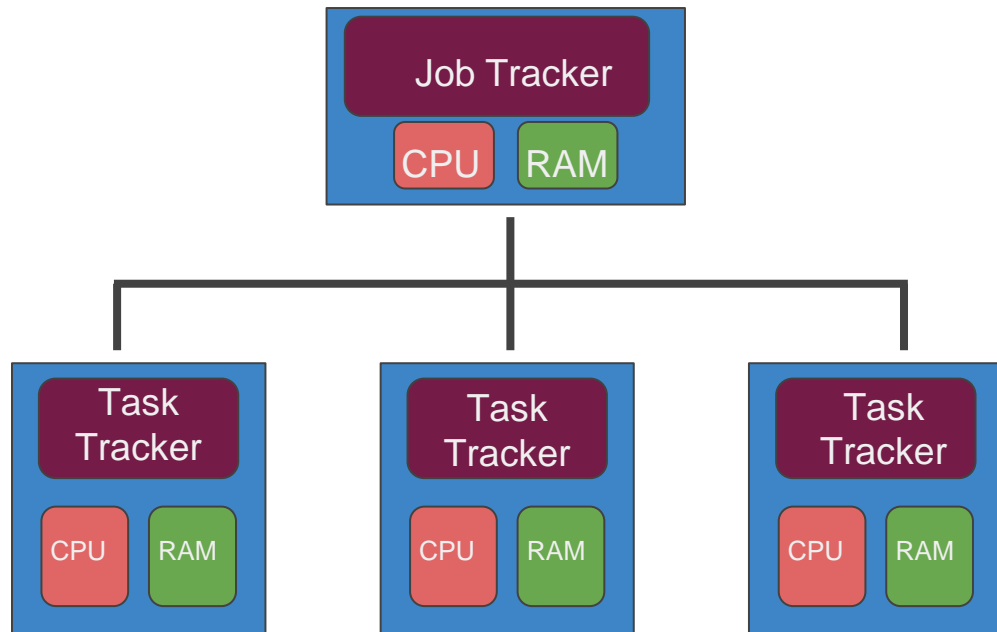 Job Tracker
CPU
RAM
Task
Tracker
Task
Tracker
Task
Tracker
CPU
RAM
CPU
RAM
CPU
RAM